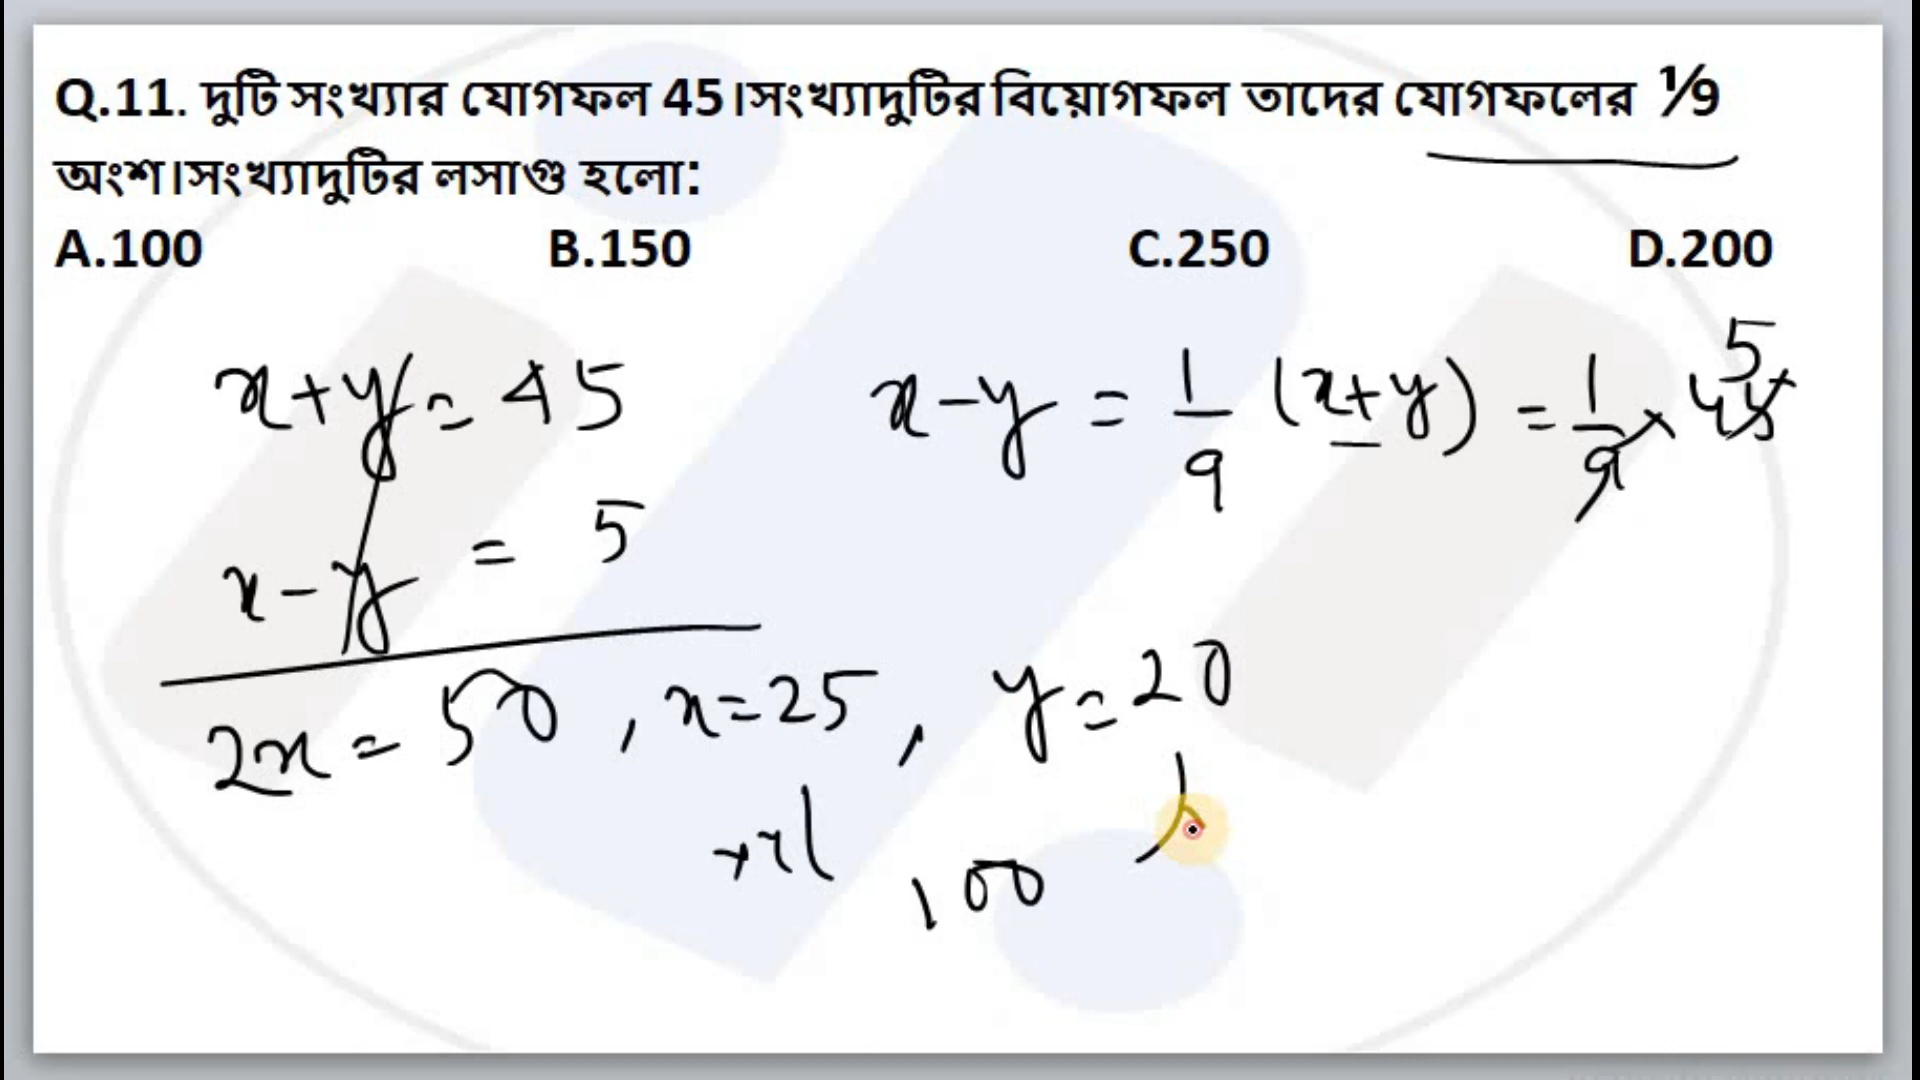 Q.11. দুটি সংখ্যার যোগফল 45।সংখ্যাদুটির বিয়োগফল তাদের যোগফলের ⅑
অংশ।সংখ্যাদুটির লসাগু হলো:
A.100 B.150 C.250 D.200
x+y=45 x-y = 1/9 (x+y) = 1/9 × 45 5
x-y = 5
2x = 50 , x=25 , y=20
100